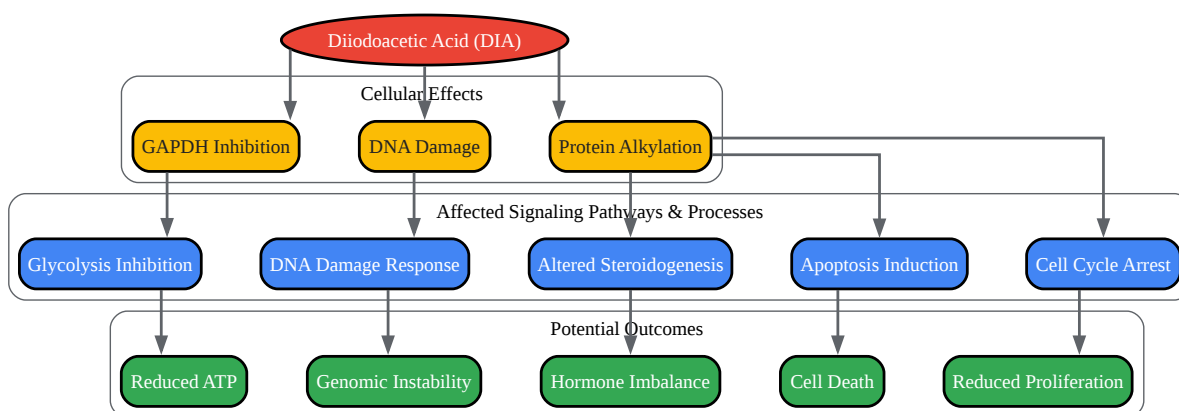 Diiodoacetic Acid (DIA)
Cellular Effects
GAPDH Inhibition
DNA Damage
Protein Alkylation
Affected Signaling Pathways & Processes
Glycolysis Inhibition
DNA Damage Response
Altered Steroidogenesis
Apoptosis Induction
Cell Cycle Arrest
Potential Outcomes
Reduced ATP
Genomic Instability
Hormone Imbalance
Cell Death
Reduced Proliferation